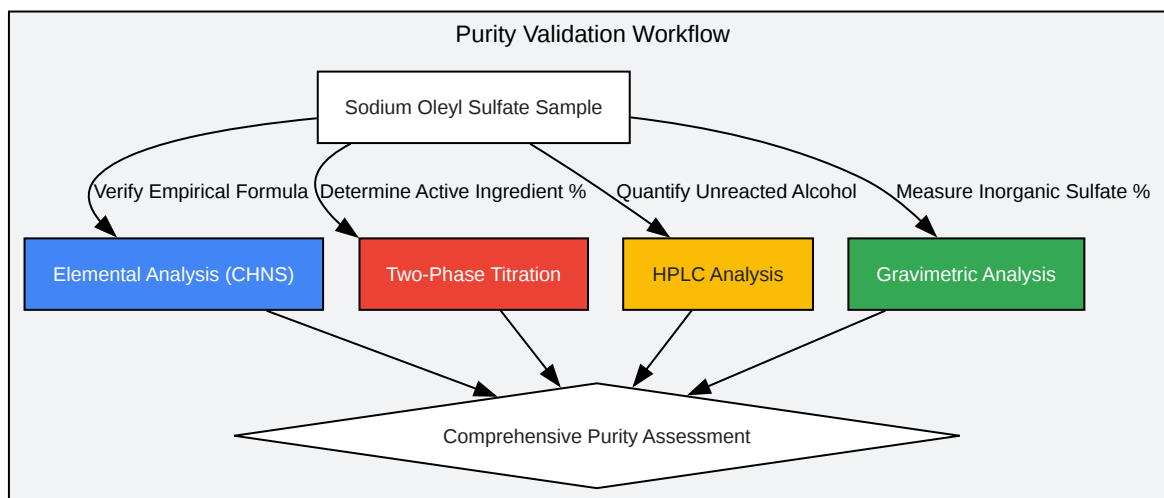 Purity Validation Workflow
Sodium Oleyl Sulfate Sample
Verify Empirical Formula
Determine Active Ingredient %
Quantify Unreacted Alcohol
Measure Inorganic Sulfate %
Elemental Analysis (CHNS)
Two-Phase Titration
HPLC Analysis
Gravimetric Analysis
Comprehensive Purity Assessment